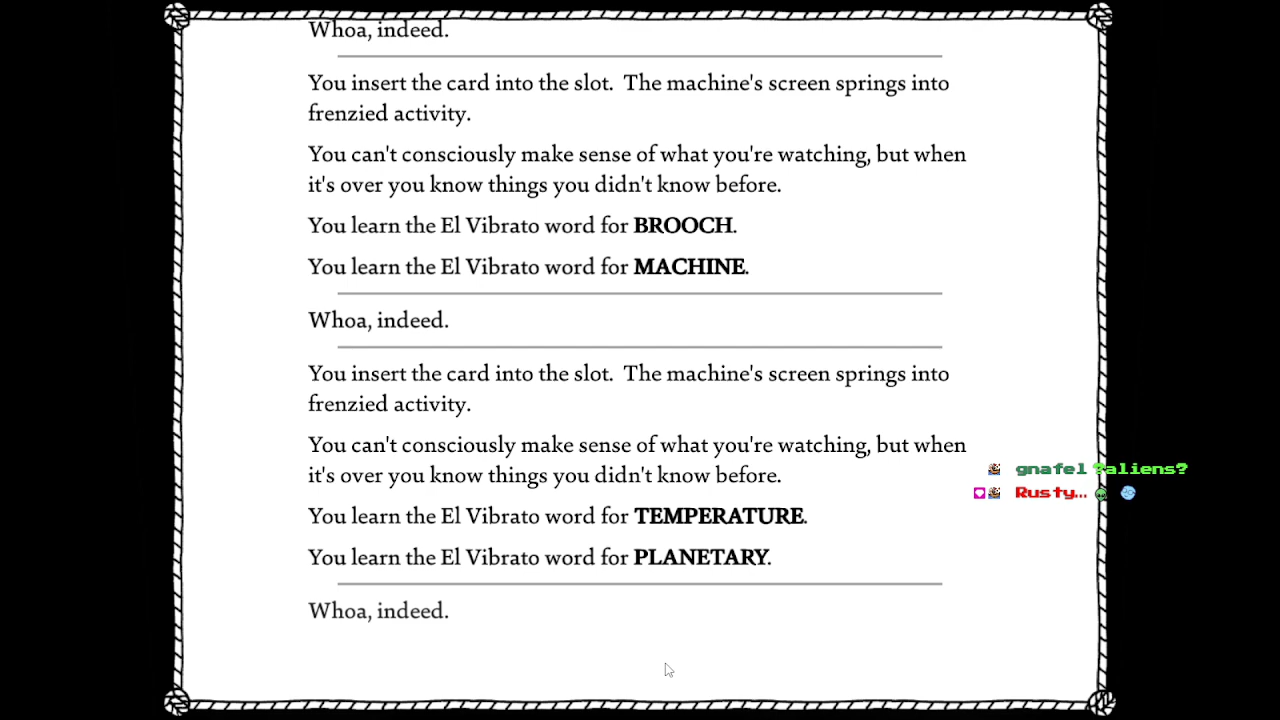 Whoa, indeed.
You insert the card into the slot.  The machine's screen springs into
frenzied activity.
You can't consciously make sense of what you're watching, but when
it's over you know things you didn't know before.
You learn the El Vibrato word for BROOCH.
You learn the El Vibrato word for MACHINE.
Whoa, indeed.
You insert the card into the slot.  The machine's screen springs into
frenzied activity.
You can't consciously make sense of what you're watching, but when
it's over you know things you didn't know before.
gnafel ?aliens?
Rusty...
You learn the El Vibrato word for TEMPERATURE.
You learn the El Vibrato word for PLANETARY.
Whoa, indeed.